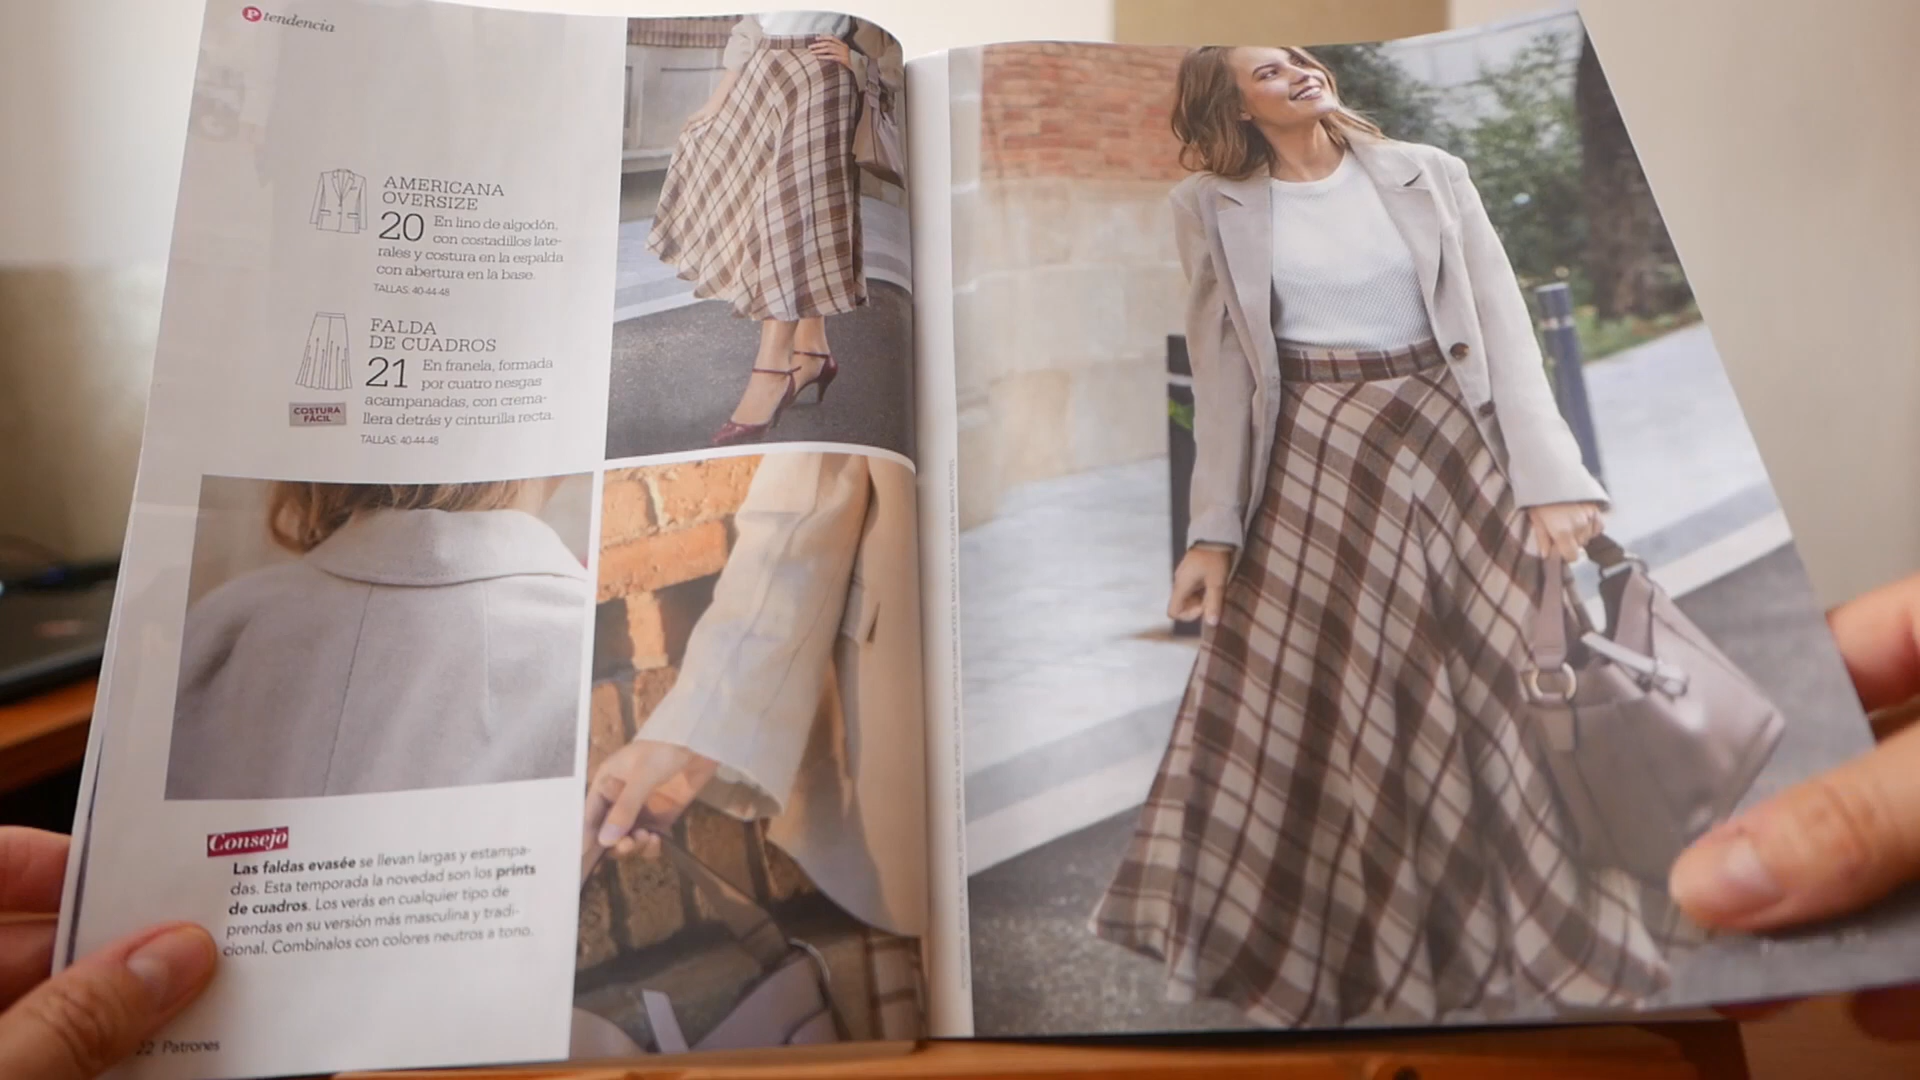 P tendencia
AMERICANA
OVERSIZE
20 En lino de algodón,
con costadillos late-
rales y costura en la espalda
con abertura en la base.
TALLAS: 40-44-48
FALDA
DE CUADROS
21 En franela, formada
por cuatro nesgas
acampanadas, con crema-
llera detrás y cinturilla recta.
TALLAS: 40-44-48
COSTURA
FÁCIL
Consejo
Las faldas evasée se llevan largas y estampa-
das. Esta temporada la novedad son los prints
de cuadros. Los verás en cualquier tipo de
prendas en su versión más masculina y tradi-
cional. Combínalos con colores neutros a tono.
22 Patrones